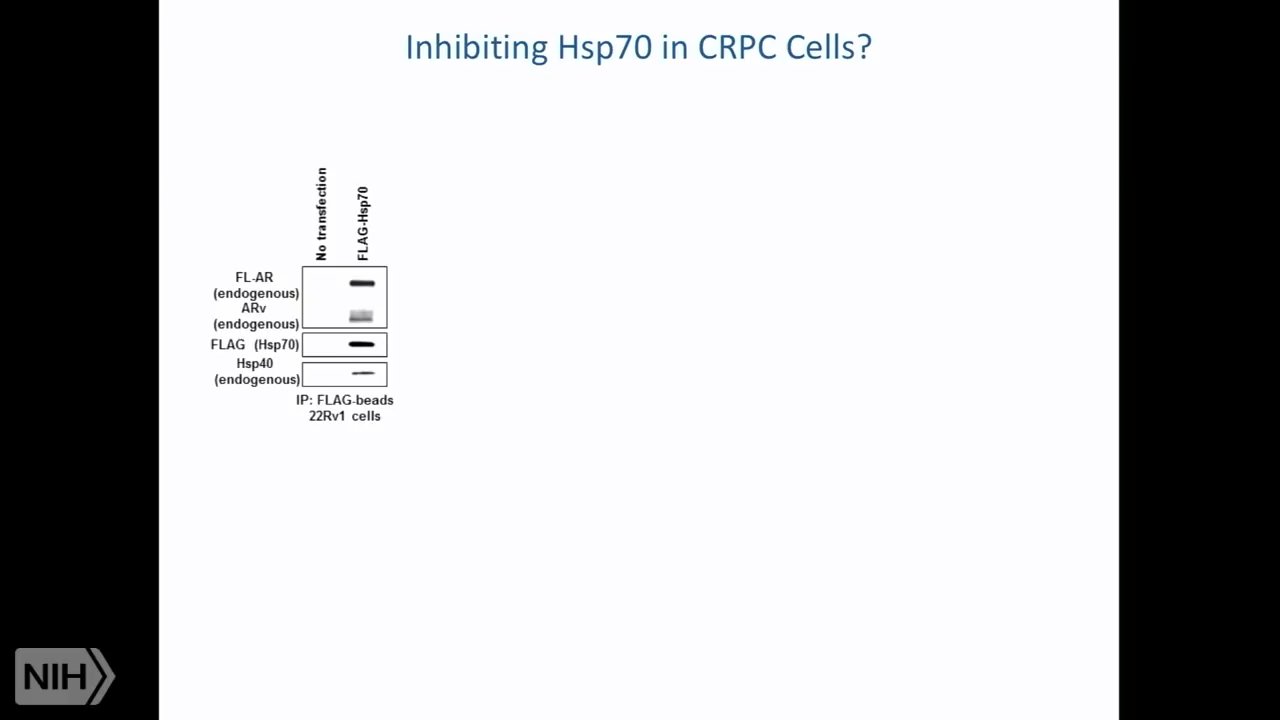 Inhibiting Hsp70 in CRPC Cells?
No transfection
FLAG-Hsp70
FL-AR
(endogenous)
ARv
(endogenous)
FLAG (Hsp70)
Hsp40
(endogenous)
IP: FLAG-beads
22Rv1 cells
NIH